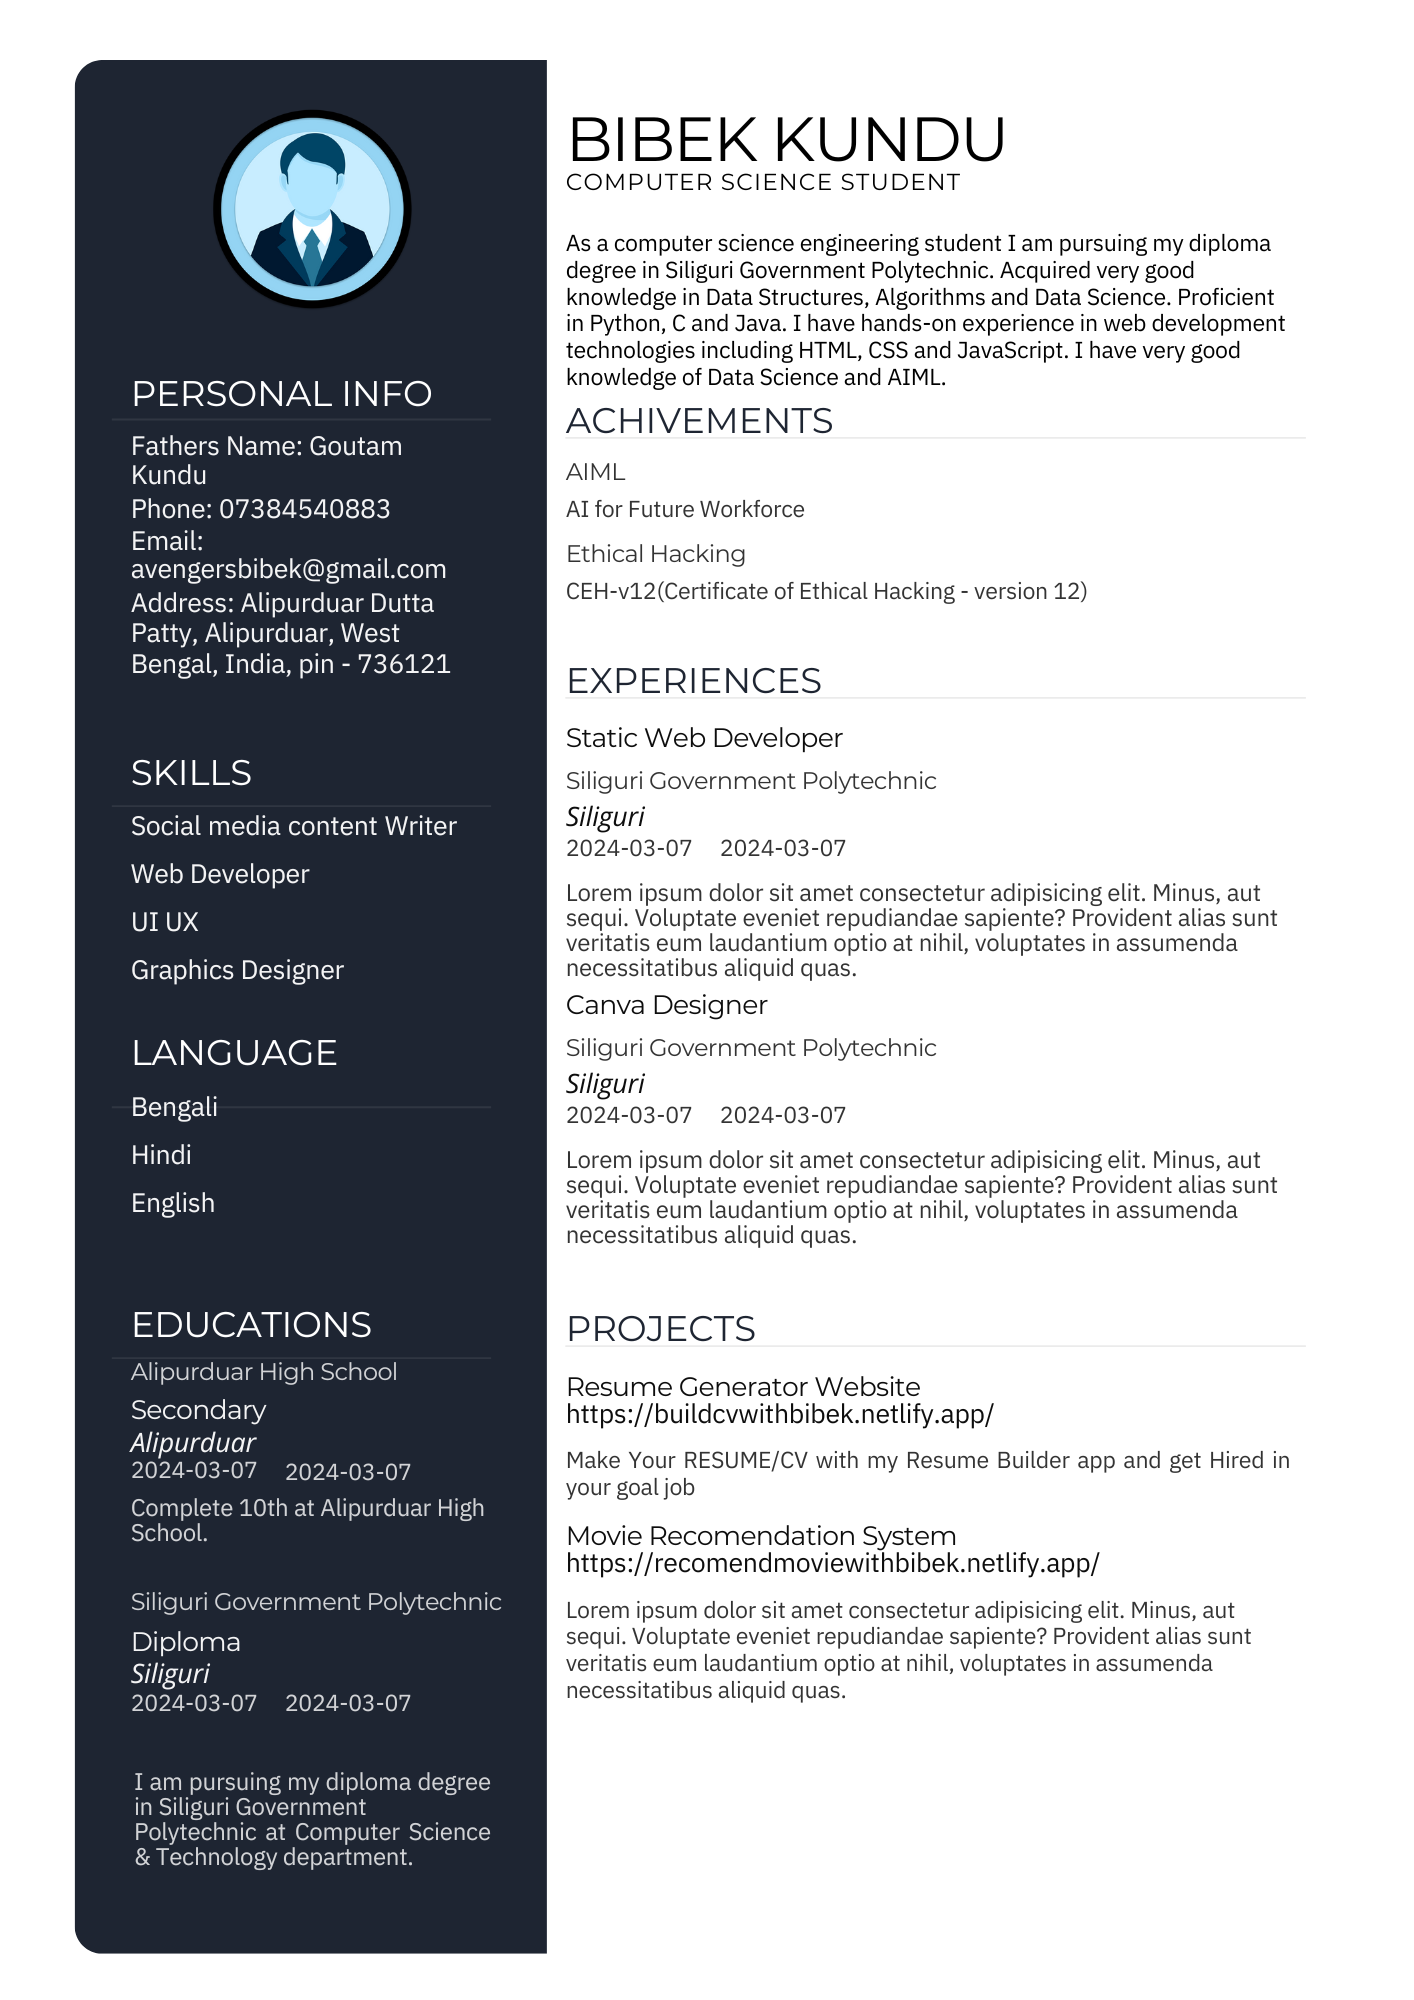 PERSONAL INFO
Fathers Name: Goutam
Kundu
Phone: 07384540883
Email:
avengersbibek@gmail.com
Address: Alipurduar Dutta
Patty, Alipurduar, West
Bengal, India, pin - 736121
SKILLS
Social media content Writer
Web Developer
UI UX
Graphics Designer
LANGUAGE
Bengali
Hindi
English
EDUCATIONS
Alipurduar High School
Secondary
Alipurduar
2024-03-07 2024-03-07
Complete 10th at Alipurduar High
School.
Siliguri Government Polytechnic
Diploma
Siliguri
2024-03-07 2024-03-07
I am pursuing my diploma degree
in Siliguri Government
Polytechnic at Computer Science
& Technology department.
BIBEK KUNDU
COMPUTER SCIENCE STUDENT
As a computer science engineering student I am pursuing my diploma
degree in Siliguri Government Polytechnic. Acquired very good
knowledge in Data Structures, Algorithms and Data Science. Proficient
in Python, C and Java. I have hands-on experience in web development
technologies including HTML, CSS and JavaScript. I have very good
knowledge of Data Science and AIML.
ACHIVEMENTS
AIML
AI for Future Workforce
Ethical Hacking
CEH-v12(Certificate of Ethical Hacking - version 12)
EXPERIENCES
Static Web Developer
Siliguri Government Polytechnic
Siliguri
2024-03-07 2024-03-07
Lorem ipsum dolor sit amet consectetur adipisicing elit. Minus, aut
sequi. Voluptate eveniet repudiandae sapiente? Provident alias sunt
veritatis eum laudantium optio at nihil, voluptates in assumenda
necessitatibus aliquid quas.
Canva Designer
Siliguri Government Polytechnic
Siliguri
2024-03-07 2024-03-07
Lorem ipsum dolor sit amet consectetur adipisicing elit. Minus, aut
sequi. Voluptate eveniet repudiandae sapiente? Provident alias sunt
veritatis eum laudantium optio at nihil, voluptates in assumenda
necessitatibus aliquid quas.
PROJECTS
Resume Generator Website
https://buildcvwithbibek.netlify.app/
Make Your RESUME/CV with my Resume Builder app and get Hired in
your goal job
Movie Recomendation System
https://recomendmoviewithbibek.netlify.app/
Lorem ipsum dolor sit amet consectetur adipisicing elit. Minus, aut
sequi. Voluptate eveniet repudiandae sapiente? Provident alias sunt
veritatis eum laudantium optio at nihil, voluptates in assumenda
necessitatibus aliquid quas.